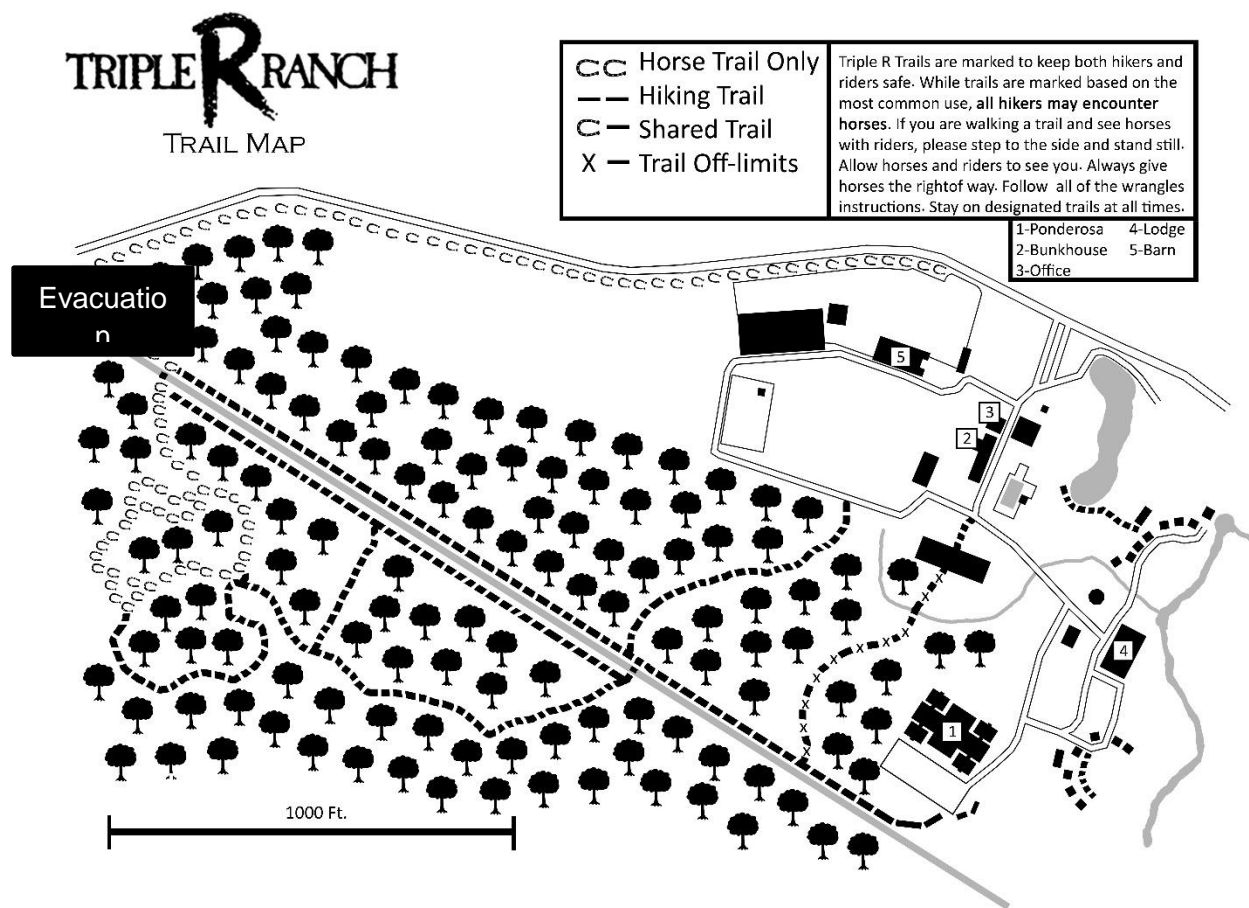 TRIPLE R RANCH
TRAIL MAP
Horse Trail Only
Hiking Trail
Shared Trail
X – Trail Off-limits
Triple R Trails are marked to keep both hikers and
riders safe. While trails are marked based on the
most common use, all hikers may encounter
horses. If you are walking a trail and see horses
with riders, please step to the side and stand still.
Allow horses and riders to see you. Always give
horses the rightof way. Follow all of the wrangles
instructions. Stay on designated trails at all times.
1-Ponderosa 4-Lodge
2-Bunkhouse 5-Barn
3-Office
Evacuatio
n
5
3
2
4
1
1000 Ft.